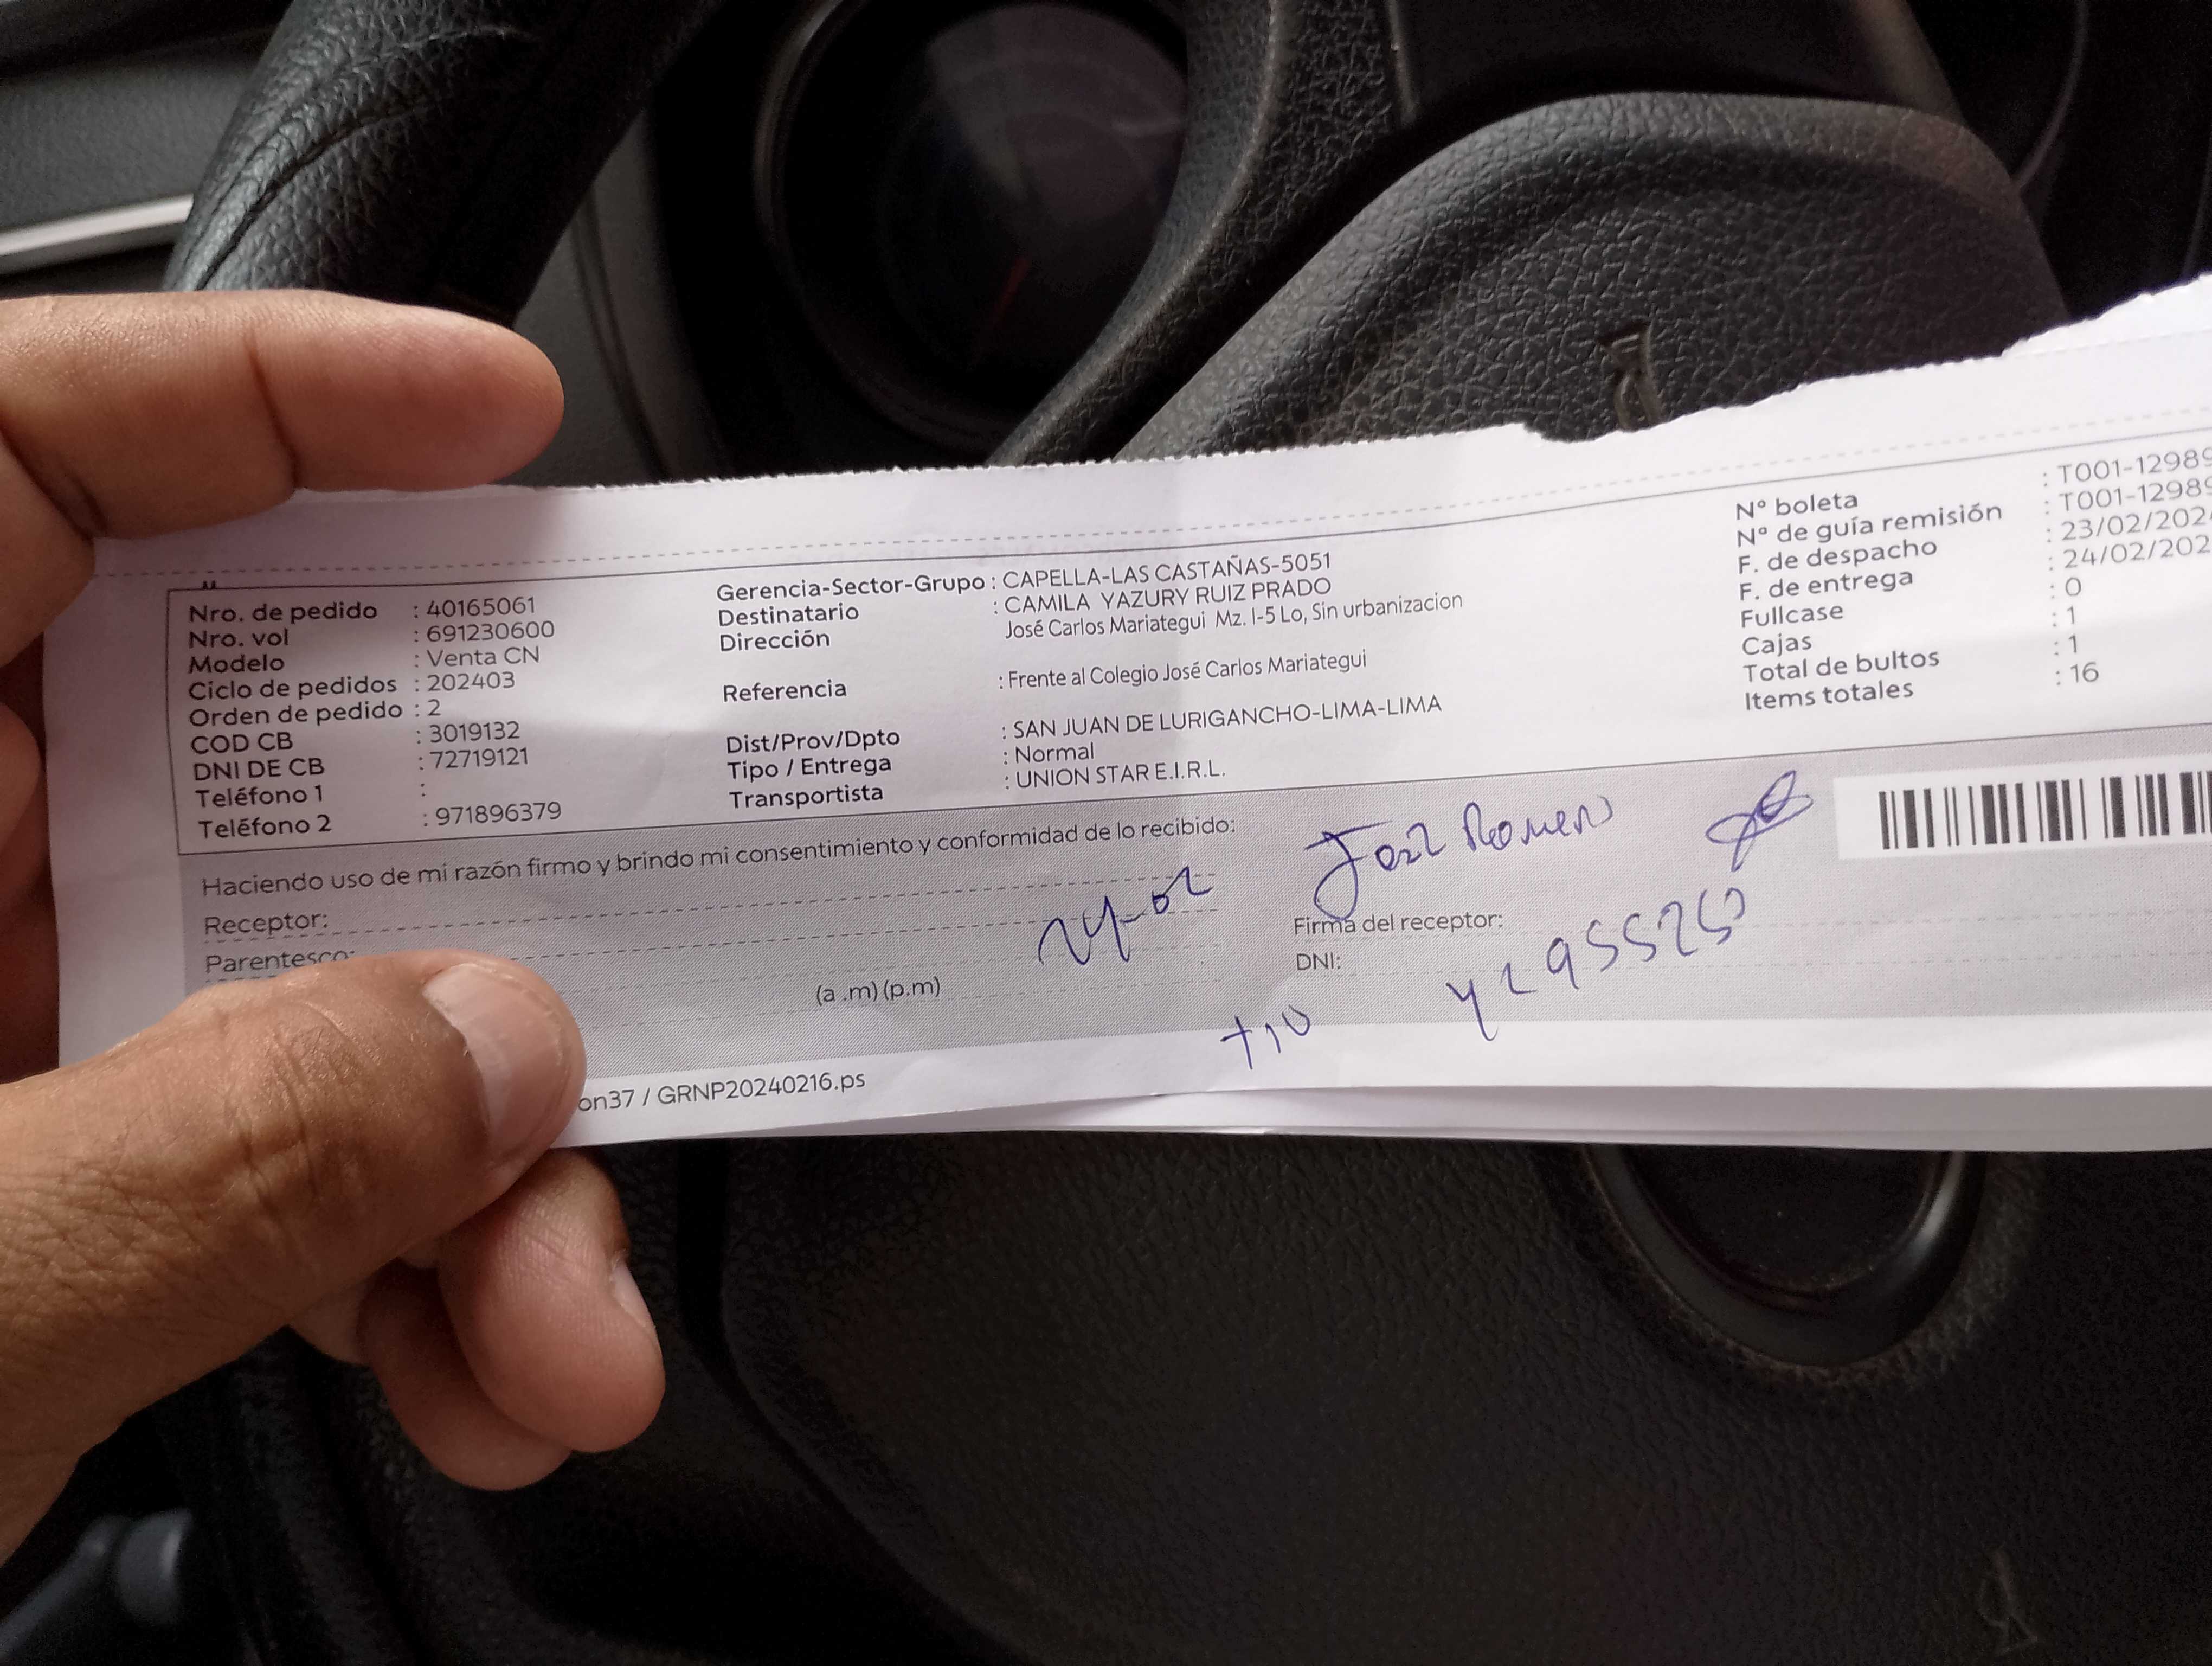 Nro. de pedido : 40165061
Nro. vol : 691230600
Modelo : Venta CN
Ciclo de pedidos : 202403
Orden de pedido : 2
COD CB : 3019132
DNI DE CB : 72719121
Teléfono 1 :
Teléfono 2 : 971896379
Gerencia-Sector-Grupo : CAPELLA-LAS CASTAÑAS-5051
Destinatario : CAMILA YAZURY RUIZ PRADO
Dirección José Carlos Mariategui Mz. I-5 Lo, Sin urbanizacion
Referencia : Frente al Colegio José Carlos Mariategui
Dist/Prov/Dpto : SAN JUAN DE LURIGANCHO-LIMA-LIMA
Tipo / Entrega : Normal
Transportista : UNION STAR E.I.R.L.
N° boleta : T001-12989
N° de guía remisión : T001-12989
F. de despacho : 23/02/202
F. de entrega : 24/02/202
Fullcase : 0
Cajas : 1
Total de bultos : 1
Items totales : 16
Haciendo uso de mi razón firmo y brindo mi consentimiento y conformidad de lo recibido:
Receptor:
Parentesco:
(a .m) (p.m)
24-02
José Romero
Firma del receptor:
DNI:
tio
on37 / GRNP20240216.ps